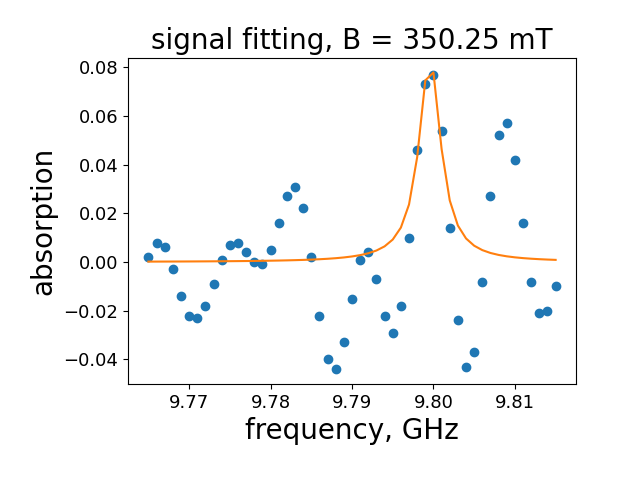 signal fitting, B = 350.25 mT
absorption
0.08
0.06
0.04
0.02
0.00
−0.02
−0.04
9.77 9.78 9.79 9.80 9.81
frequency, GHz